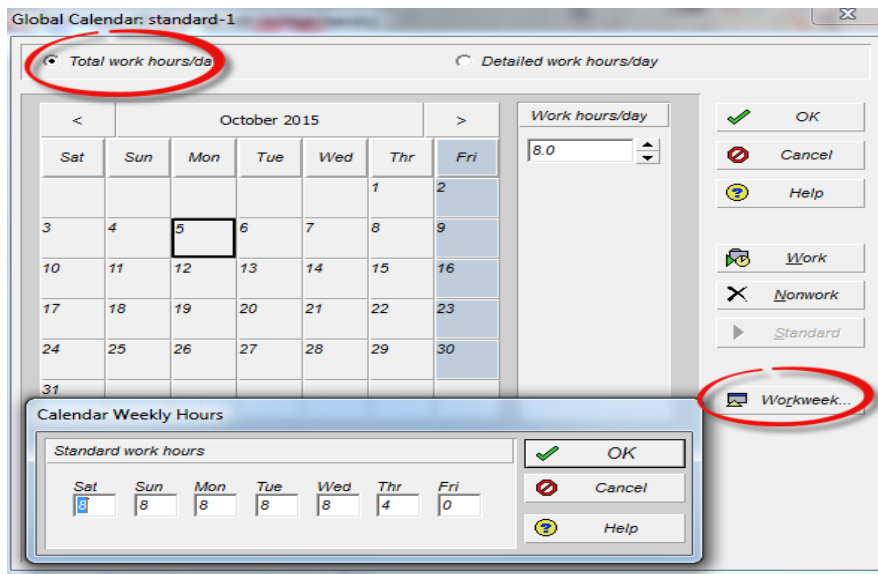 Global Calendar: standard-1
Total work hours/day
Detailed work hours/day
< October 2015 >
Sat Sun Mon Tue Wed Thr Fri
1 2
3 4 5 6 7 8 9
10 11 12 13 14 15 16
17 18 19 20 21 22 23
24 25 26 27 28 29 30
31
Work hours/day
8.0
OK
Cancel
Help
Work
Nonwork
Standard
Workweek...
Calendar Weekly Hours
Standard work hours
Sat Sun Mon Tue Wed Thr Fri
8 8 8 8 8 4 0
OK
Cancel
Help